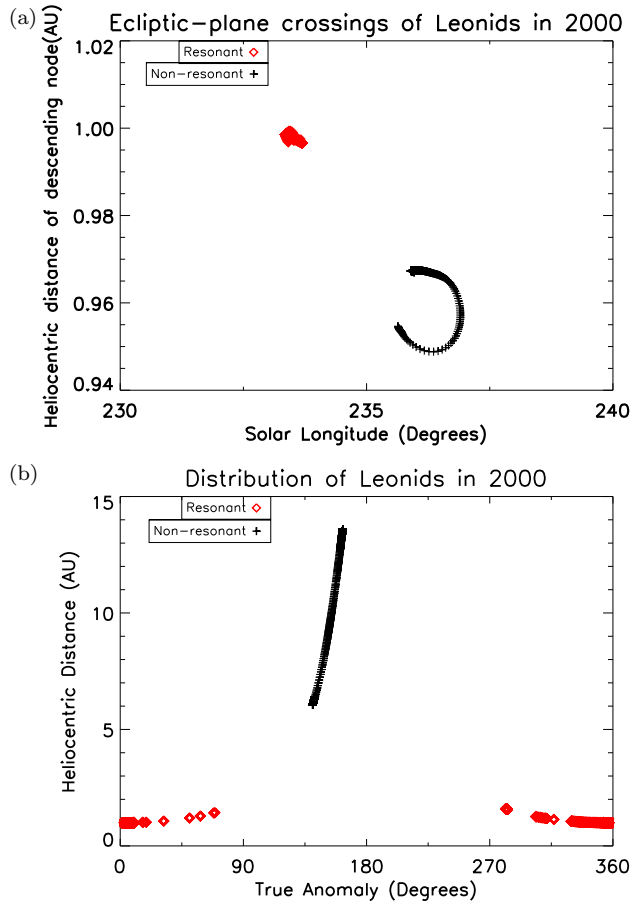 (a)
Ecliptic-plane crossings of Leonids in 2000
Heliocentric distance of descending node(AU)
1.02
1.00
0.98
0.96
0.94
Resonant
Non-resonant
230
235
240
Solar Longitude (Degrees)
(b)
Distribution of Leonids in 2000
Heliocentric Distance (AU)
15
10
5
0
Resonant
Non-resonant
0
90
180
270
360
True Anomaly (Degrees)